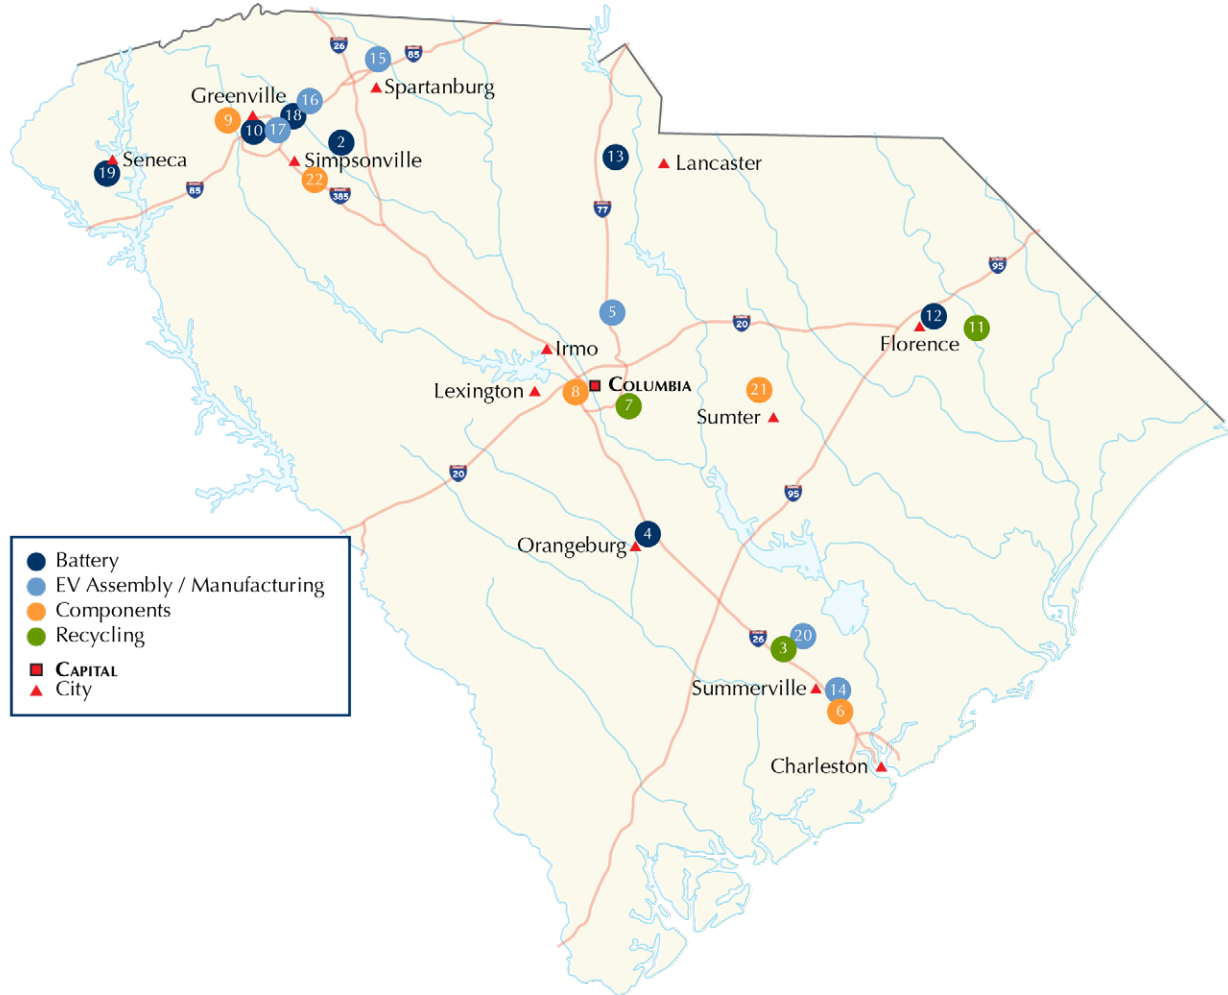 26
15
85
Spartanburg
Greenville
16
9
18
10
17
2
Seneca
19
Simpsonville
22
85
385
13
Lancaster
77
95
5
20
12
11
Florence
Irmo
Lexington
8
COLUMBIA
7
21
Sumter
20
95
4
Orangeburg
Battery
EV Assembly / Manufacturing
Components
Recycling
CAPITAL
City
26
20
3
Summerville
14
6
Charleston